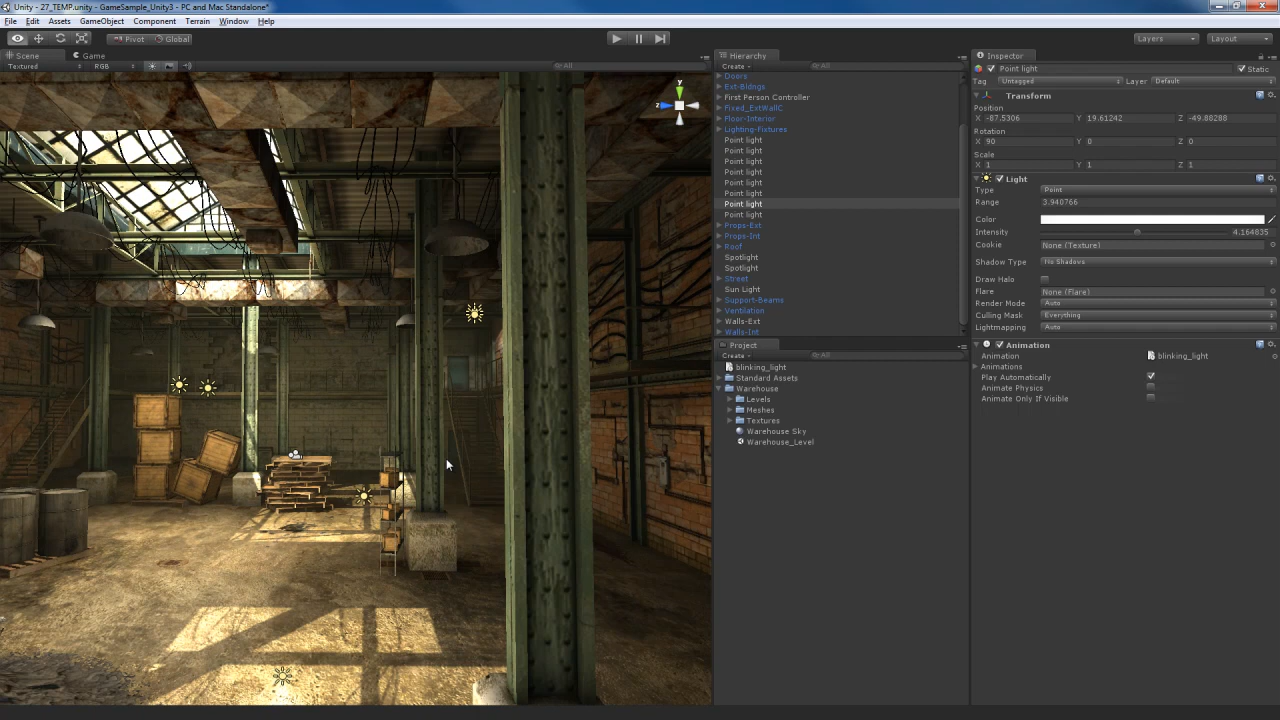 Unity - 27_TEMP.unity - GameSample_Unity3 - PC and Mac Standalone*
File Edit Assets GameObject Component Terrain Window Help
Pivot Global Layers Layout
Scene Game
Textured RGB All
Hierarchy
Create All
Doors
Ext-Bldngs
First Person Controller
Fixed_ExtWallC
Floor-Interior
Lighting-Fixtures
Point light
Point light
Point light
Point light
Point light
Point light
Point light
Point light
Props-Ext
Props-Int
Roof
Spotlight
Spotlight
Street
Sun Light
Support-Beams
Ventilation
Walls-Ext
Walls-Int
Project
Create All
blinking_light
Standard Assets
Warehouse
Levels
Meshes
Textures
Warehouse Sky
Warehouse_Level
Inspector
Point light Static
Tag Untagged Layer Default
Transform
Position
X -87.5306 Y 19.61242 Z -49.88288
Rotation
X 90 Y 0 Z 0
Scale
X 1 Y 1 Z 1
Light
Type Point
Range 3.940766
Color
Intensity 4.164835
Cookie None (Texture)
Shadow Type No Shadows
Draw Halo
Flare None (Flare)
Render Mode Auto
Culling Mask Everything
Lightmapping Auto
Animation
Animation blinking_light
Animations
Play Automatically
Animate Physics
Animate Only If Visible
y
z